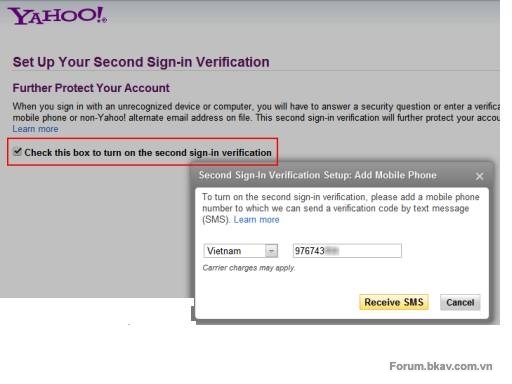 YAHOO!®
Set Up Your Second Sign-in Verification
Further Protect Your Account
When you sign in with an unrecognized device or computer, you will have to answer a security question or enter a
mobile phone or non-Yahoo! alternate email address on file. This second sign-in verification will further protect your
Learn more
Check this box to turn on the second sign-in verification
Second Sign-In Verification Setup: Add Mobile Phone
To turn on the second sign-in verification, please add a mobile phone
number to which we can send a verification code by text message
(SMS). Learn more
Vietnam 976743
Carrier charges may apply.
Receive SMS Cancel
Forum.bkav.com.vn